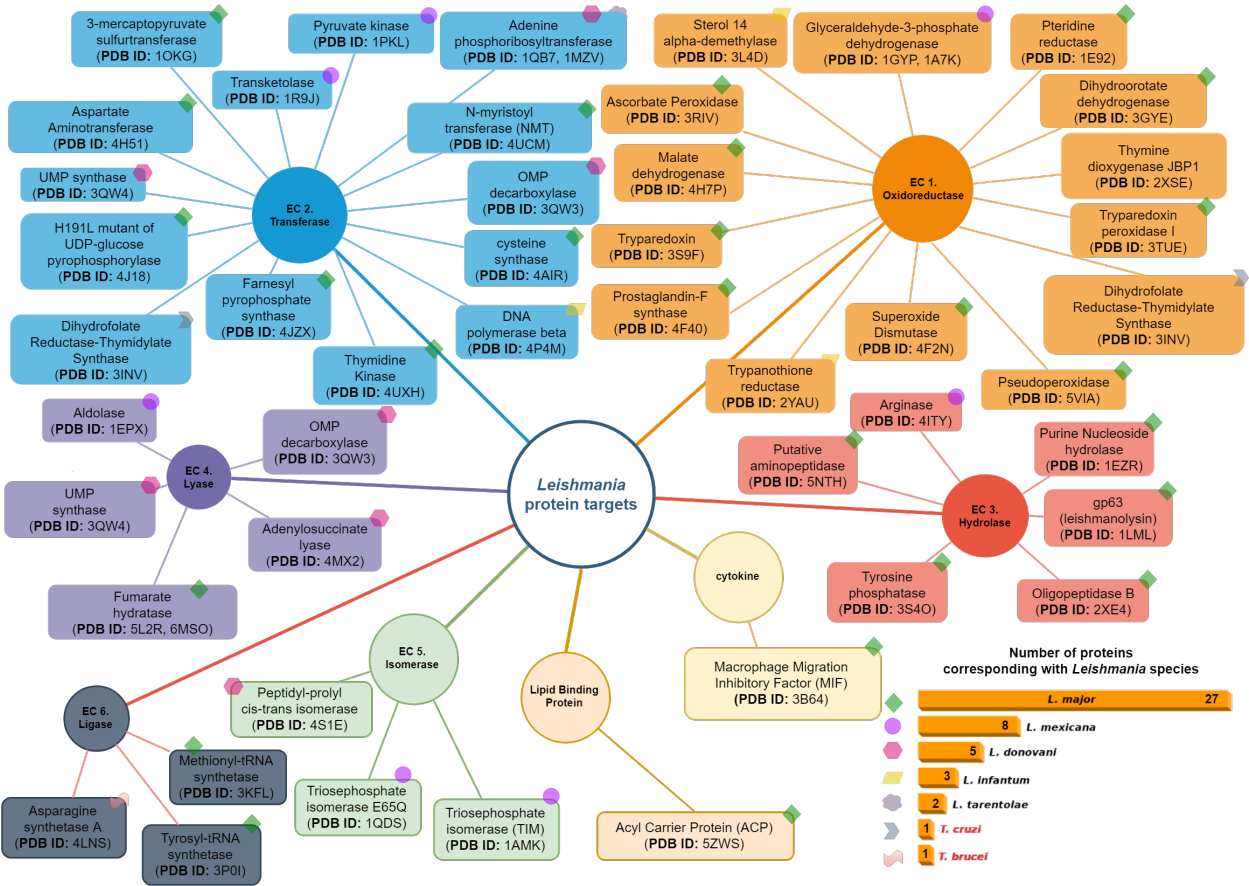 3-mercaptopyruvate
sulfurtransferase
(PDB ID: 1OKG)
Pyruvate kinase
(PDB ID: 1PKL)
Adenine
phosphoribosyltransferase
(PDB ID: 1QB7, 1MZV)
Transketolase
(PDB ID: 1R9J)
Aspartate
Aminotransferase
(PDB ID: 4H51)
N-myristoyl
transferase (NMT)
(PDB ID: 4UCM)
UMP synthase
(PDB ID: 3QW4)
OMP
decarboxylase
(PDB ID: 3QW3)
EC 2.
Transferase
H191L mutant of
UDP-glucose
pyrophosphorylase
(PDB ID: 4J18)
cysteine
synthase
(PDB ID: 4AIR)
Farnesyl
pyrophosphate
synthase
(PDB ID: 4JZX)
DNA
polymerase beta
(PDB ID: 4P4M)
Dihydrofolate
Reductase-Thymidylate
Synthase
(PDB ID: 3INV)
Thymidine
Kinase
(PDB ID: 4UXH)
Sterol 14
alpha-demethylase
(PDB ID: 3L4D)
Glyceraldehyde-3-phosphate
dehydrogenase
(PDB ID: 1GYP, 1A7K)
Pteridine
reductase
(PDB ID: 1E92)
Ascorbate Peroxidase
(PDB ID: 3RIV)
Dihydroorotate
dehydrogenase
(PDB ID: 3GYE)
Malate
dehydrogenase
(PDB ID: 4H7P)
Thymine
dioxygenase JBP1
(PDB ID: 2XSE)
EC 1.
Oxidoreductase
Tryparedoxin
(PDB ID: 3S9F)
Tryparedoxin
peroxidase I
(PDB ID: 3TUE)
Prostaglandin-F
synthase
(PDB ID: 4F40)
Superoxide
Dismutase
(PDB ID: 4F2N)
Dihydrofolate
Reductase-Thymidylate
Synthase
(PDB ID: 3INV)
Trypanothione
reductase
(PDB ID: 2YAU)
Pseudoperoxidase
(PDB ID: 5VIA)
Aldolase
(PDB ID: 1EPX)
OMP
decarboxylase
(PDB ID: 3QW3)
EC 4.
Lyase
UMP
synthase
(PDB ID: 3QW4)
Adenylosuccinate
lyase
(PDB ID: 4MX2)
Fumarate
hydratase
(PDB ID: 5L2R, 6MSO)
Leishmania
protein targets
Arginase
(PDB ID: 4ITY)
Putative
aminopeptidase
(PDB ID: 5NTH)
Purine Nucleoside
hydrolase
(PDB ID: 1EZR)
EC 3.
Hydrolase
gp63
(leishmanolysin)
(PDB ID: 1LML)
Tyrosine
phosphatase
(PDB ID: 3S4O)
Oligopeptidase B
(PDB ID: 2XE4)
cytokine
Macrophage Migration
Inhibitory Factor (MIF)
(PDB ID: 3B64)
EC 5.
Isomerase
Peptidyl-prolyl
cis-trans isomerase
(PDB ID: 4S1E)
Triosephosphate
isomerase E65Q
(PDB ID: 1QDS)
Triosephosphate
isomerase (TIM)
(PDB ID: 1AMK)
Lipid Binding
Protein
Acyl Carrier Protein (ACP)
(PDB ID: 5ZWS)
EC 6.
Ligase
Methionyl-tRNA
synthetase
(PDB ID: 3KFL)
Asparagine
synthetase A
(PDB ID: 4LNS)
Tyrosyl-tRNA
synthetase
(PDB ID: 3P0I)
Number of proteins
corresponding with Leishmania species
L. major 27
8 L. mexicana
5 L. donovani
3 L. infantum
2 L. tarentolae
1 T. cruzi
1 T. brucei